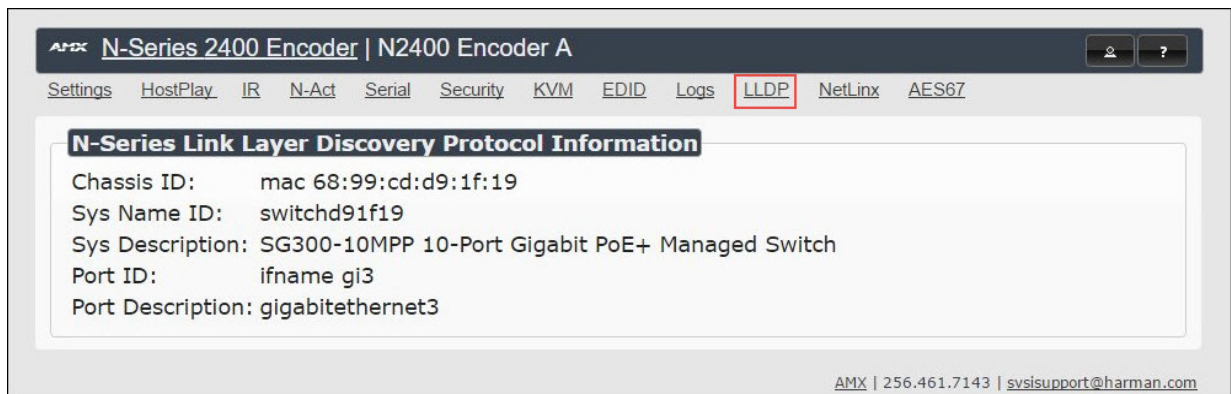 AMX N-Series 2400 Encoder | N2400 Encoder A ?
Settings HostPlay IR N-Act Serial Security KVM EDID Logs LLDP NetLinx AES67
N-Series Link Layer Discovery Protocol Information
Chassis ID: mac 68:99:cd:d9:1f:19
Sys Name ID: switchd91f19
Sys Description: SG300-10MPP 10-Port Gigabit PoE+ Managed Switch
Port ID: ifname gi3
Port Description: gigabitethernet3
AMX | 256.461.7143 | svsisupport@harman.com